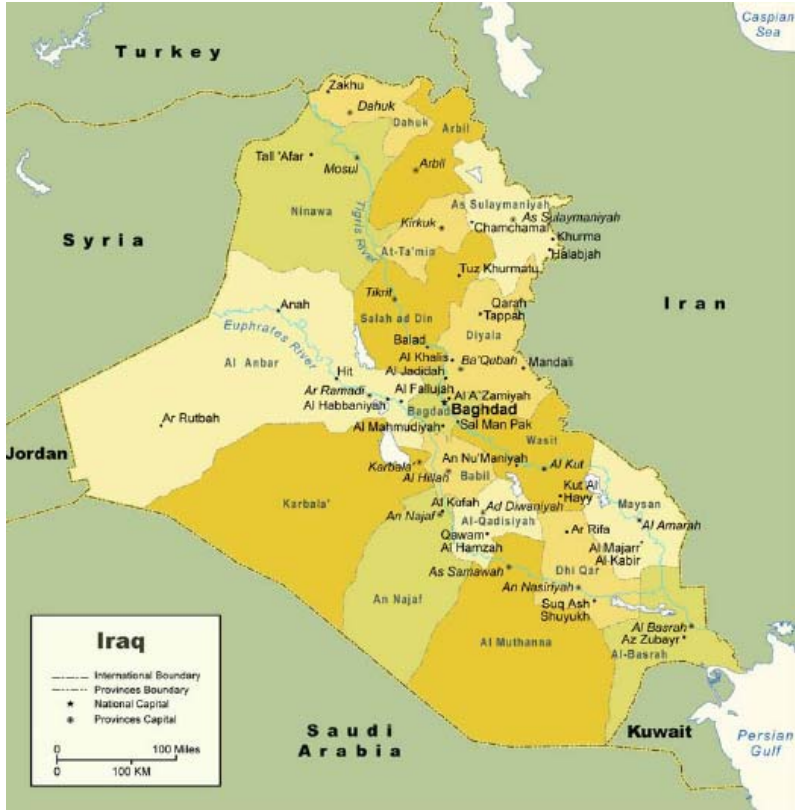 Caspian
Sea
Turkey
Zakhu
Dahuk
Dahuk
Arbil
Tall 'Afar
Mosul
Arbil
Ninawa
Tigris River
As Sulaymaniyah
As Sulaymaniyah
Kirkuk
Chamchamal
Syria
Khurma
At-Ta'mia
Halabjah
Tuz Khurmatu
Iran
Tikrit
Anah
Qarah
Tappah
Salah ad Din
Euphrates River
Diyala
Balad
Al Khalis
Ba'Qubah
Mandali
Al Anbar
Hit
Al Jadidah
Ar Ramadi
Al Fallujah
Al A'Zamiyah
Al Habbaniyah
Bagdad
Baghdad
Ar Rutbah
Al Mahmudiyah
Sal Man Pak
Wasit
Jordan
Karbala'
An Nu'Maniyah
Al Kut
Al Hillah
Babil
Kut Al
Hayy
Karbala'
Al Kufah
Ad Diwaniyah
Maysan
An Najaf
Al-Qadisiyah
Al Amarah
Qawam
Al Hamzah
Ar Rifa
Al Majarr
Al-Kabir
As Samawah
Dhi Qar
An Nasiriyah
An Najaf
Suq Ash
Shuyukh
Al Basrah
Az Zubayr
Al Muthanna
Al-Basrah
Iraq
International Boundary
Provinces Boundary
National Capital
Provinces Capital
0 100 Miles
0 100 KM
Saudi
Arabia
Kuwait
Persian
Gulf